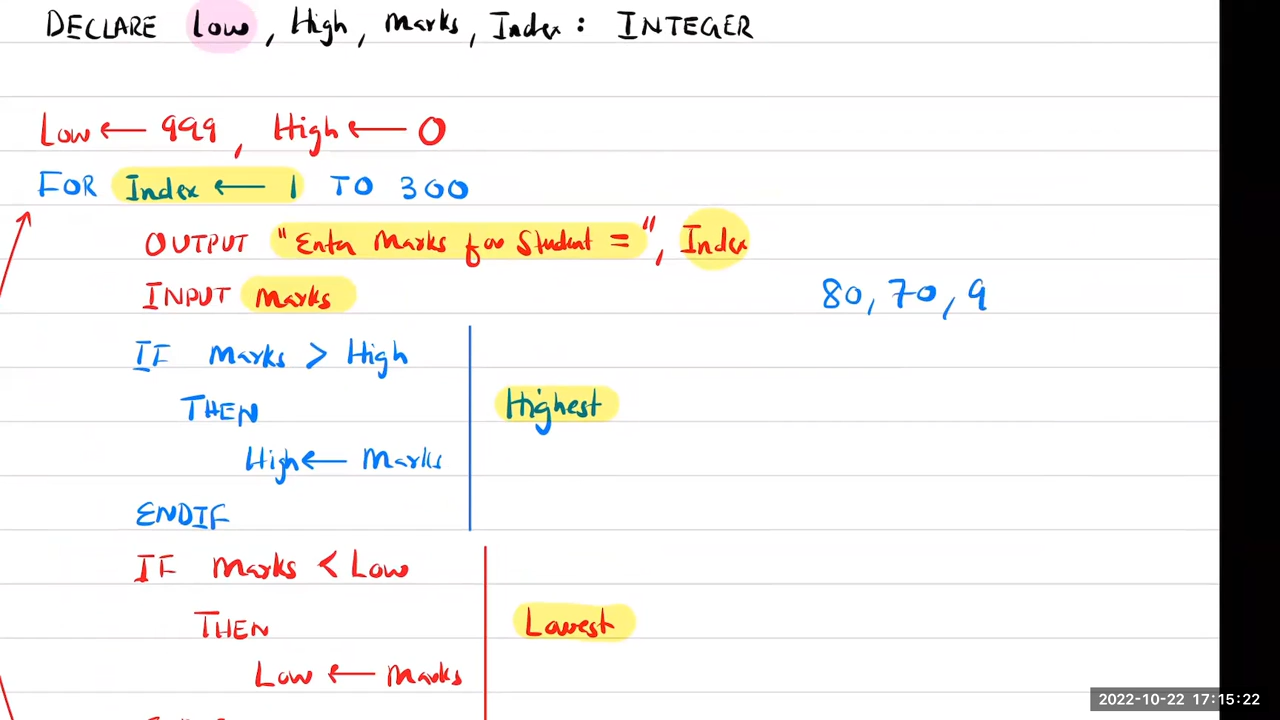 DECLARE Low, High, Marks, Index : INTEGER
Low ← 999, High ← 0
FOR Index ← 1 TO 300
OUTPUT "Enter Marks for Student =", Index
INPUT Marks
80, 70, 9
IF Marks > High
THEN
Highest
High ← Marks
ENDIF
IF Marks < Low
THEN
Lowest
Low ← Marks
2022-10-22 17:15:22